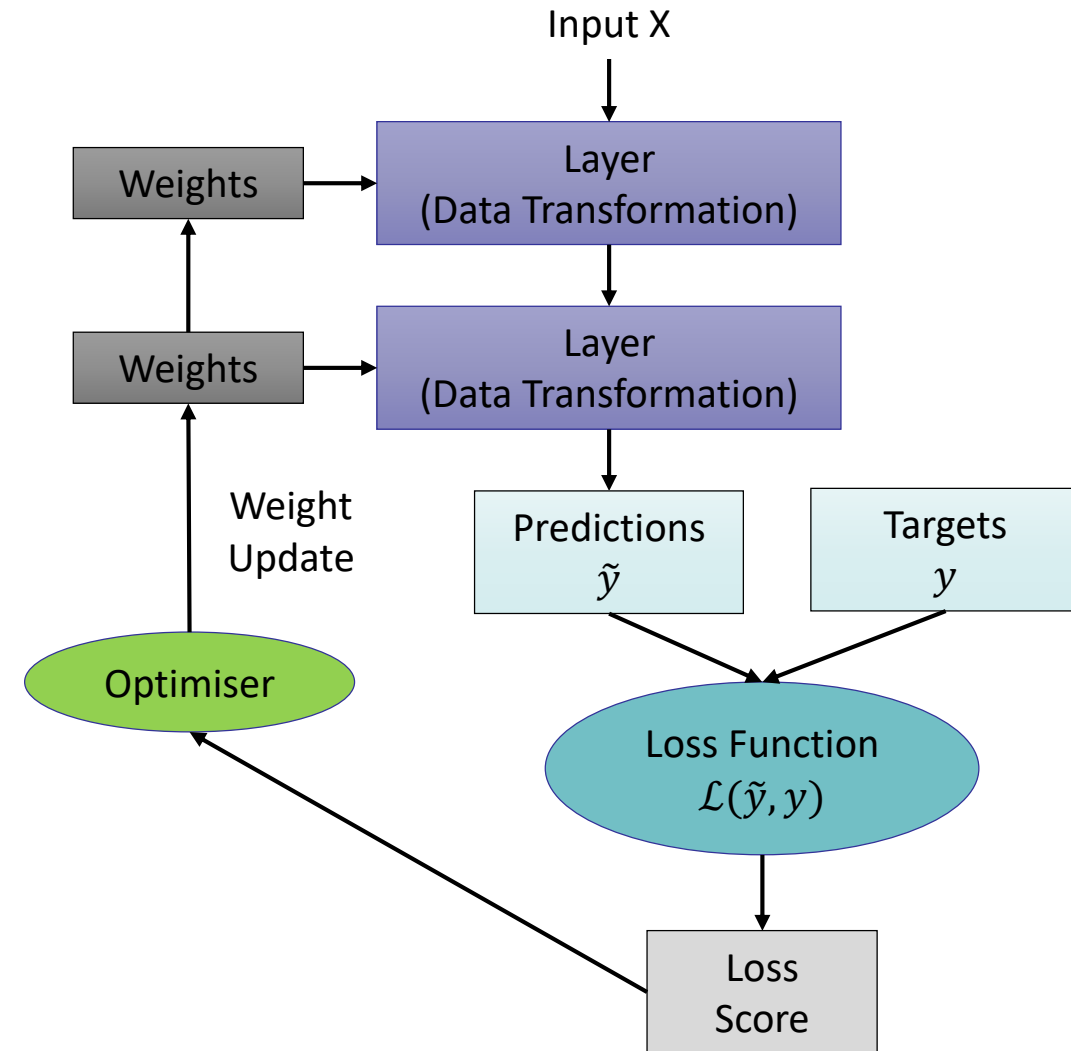 Input X
Weights
Layer
(Data Transformation)
Weights
Layer
(Data Transformation)
Weight
Update
Predictions
ỹ
Targets
y
Optimiser
Loss Function
ℒ(ỹ, y)
Loss
Score